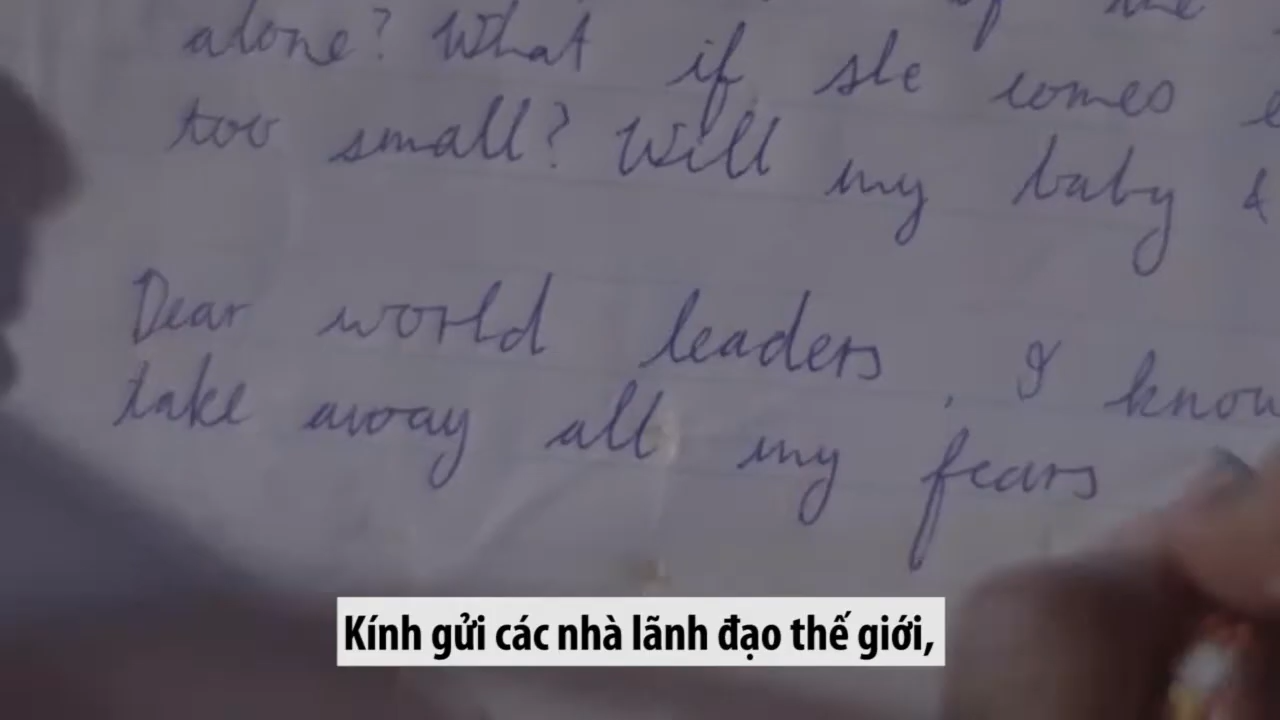 alone? What if she comes
too small? Will my baby
Dear world leaders, I know
take away all my fears
Kính gửi các nhà lãnh đạo thế giới,